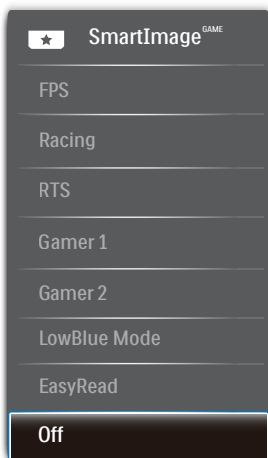 SmartImage GAME
FPS
Racing
RTS
Gamer 1
Gamer 2
LowBlue Mode
EasyRead
Off